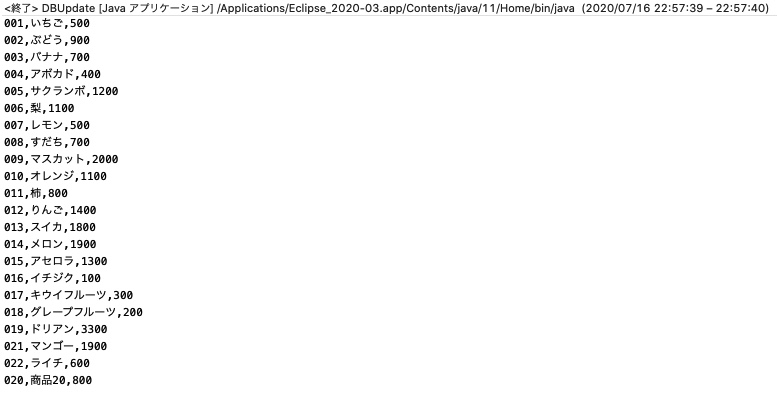 <終了> DBUpdate [Java アプリケーション] /Applications/Eclipse_2020-03.app/Contents/java/11/Home/bin/java  (2020/07/16 22:57:39 – 22:57:40)
001,いちご,500
002,ぶどう,900
003,バナナ,700
004,アボカド,400
005,サクランボ,1200
006,梨,1100
007,レモン,500
008,すだち,700
009,マスカット,2000
010,オレンジ,1100
011,柿,800
012,りんご,1400
013,スイカ,1800
014,メロン,1900
015,アセロラ,1300
016,イチジク,100
017,キウイフルーツ,300
018,グレープフルーツ,200
019,ドリアン,3300
021,マンゴー,1900
022,ライチ,600
020,商品20,800